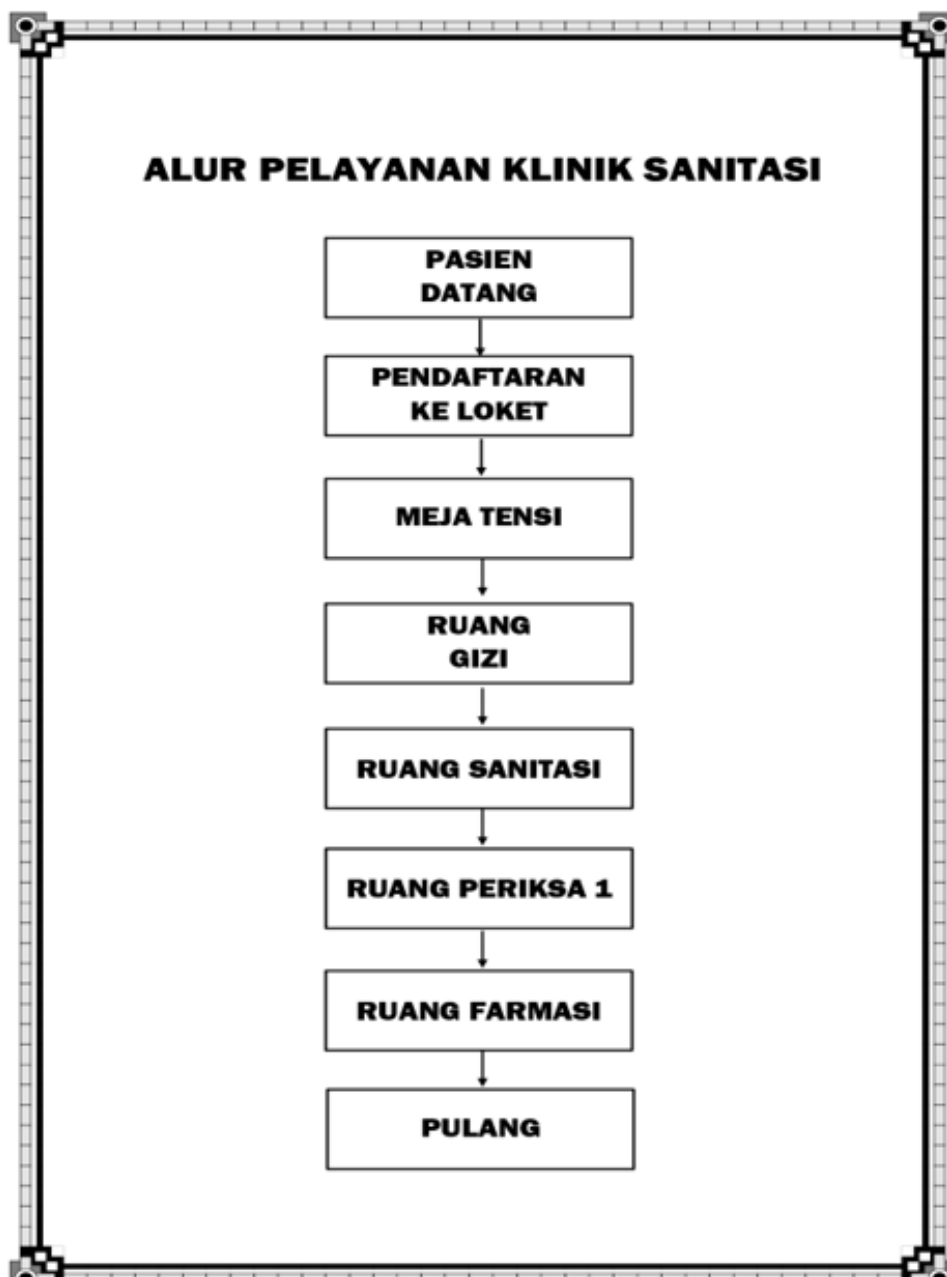 ALUR PELAYANAN KLINIK SANITASI
PASIEN
DATANG
PENDAFTARAN
KE LOKET
MEJA TENSI
RUANG
GIZI
RUANG SANITASI
RUANG PERIKSA 1
RUANG FARMASI
PULANG